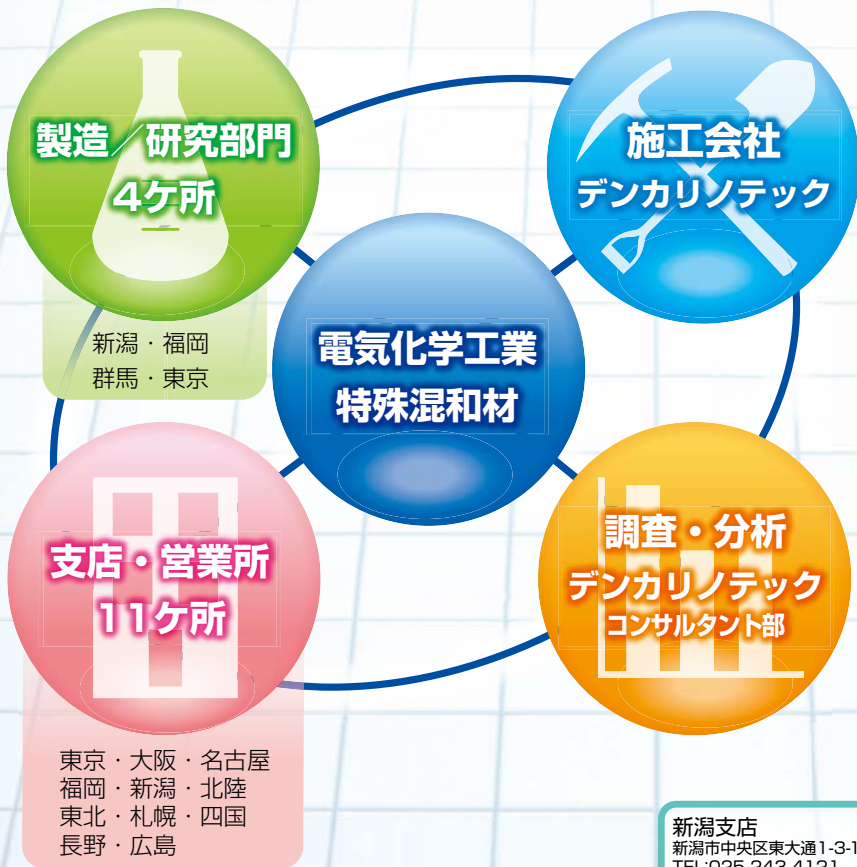 製造／研究部門
4ケ所
新潟・福岡
群馬・東京
施工会社
デンカリノテック
電気化学工業
特殊混和材
支店・営業所
11ケ所
東京・大阪・名古屋
福岡・新潟・北陸
東北・札幌・四国
長野・広島
調査・分析
デンカリノテック
コンサルタント部
新潟支店
新潟市中央区東大通1-3-1
TEL:025-243-4121